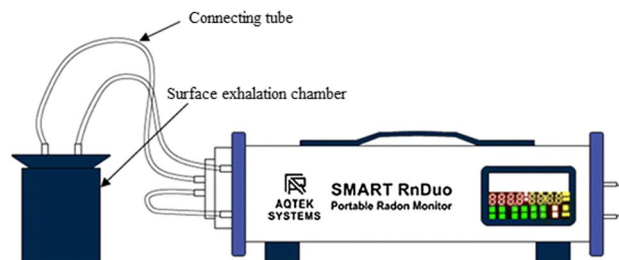 Connecting tube
Surface exhalation chamber
AQTEK
SYSTEMS
SMART RnDuo
Portable Radon Monitor